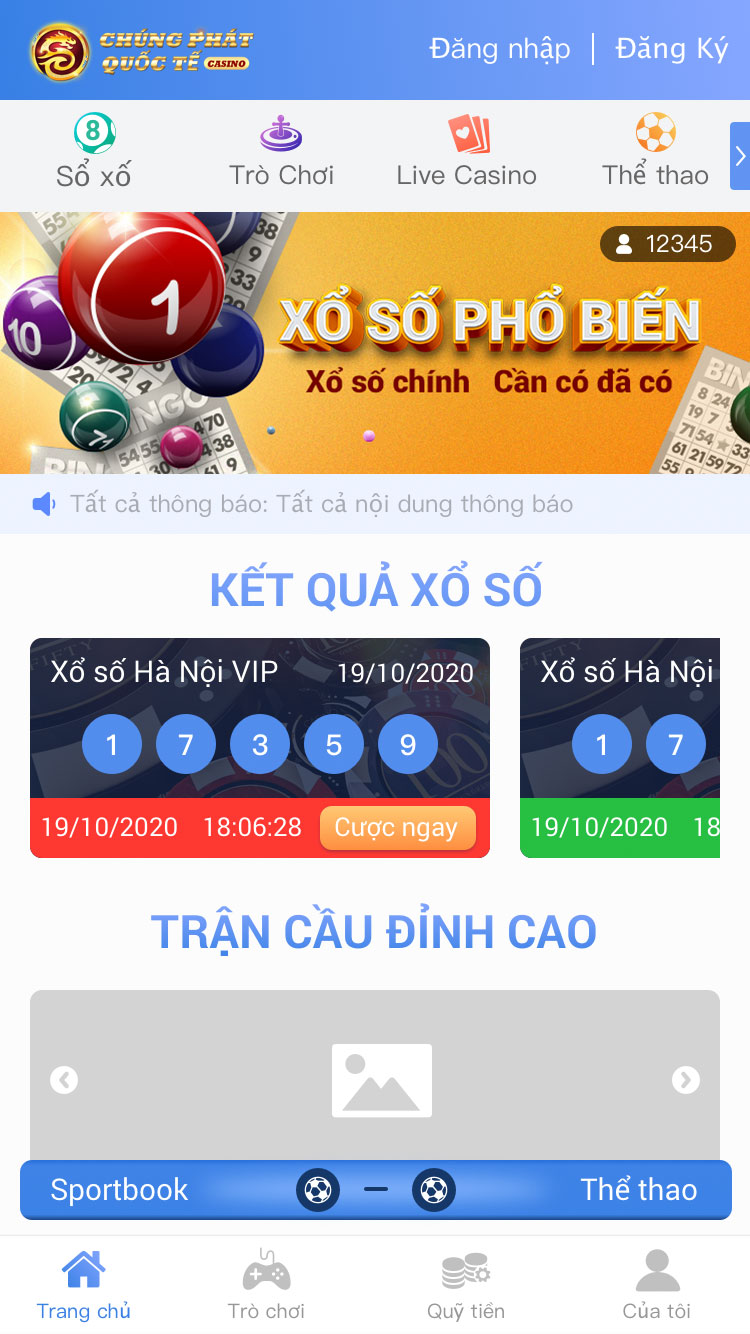 CHÚNG PHÁT
QUỐC TẾ CASINO
Đăng nhập | Đăng Ký
8
Sổ xố
Trò Chơi
Live Casino
Thể thao
12345
XỔ SỐ PHỔ BIẾN
Xổ số chính Cần có đã có
1
10
Tất cả thông báo: Tất cả nội dung thông báo
KẾT QUẢ XỔ SỐ
Xổ số Hà Nội VIP 19/10/2020
1 7 3 5 9
19/10/2020 18:06:28 Cược ngay
Xổ số Hà Nội
1 7
19/10/2020 18
TRẬN CẦU ĐỈNH CAO
Sportbook – Thể thao
Trang chủ
Trò chơi
Quỹ tiền
Của tôi